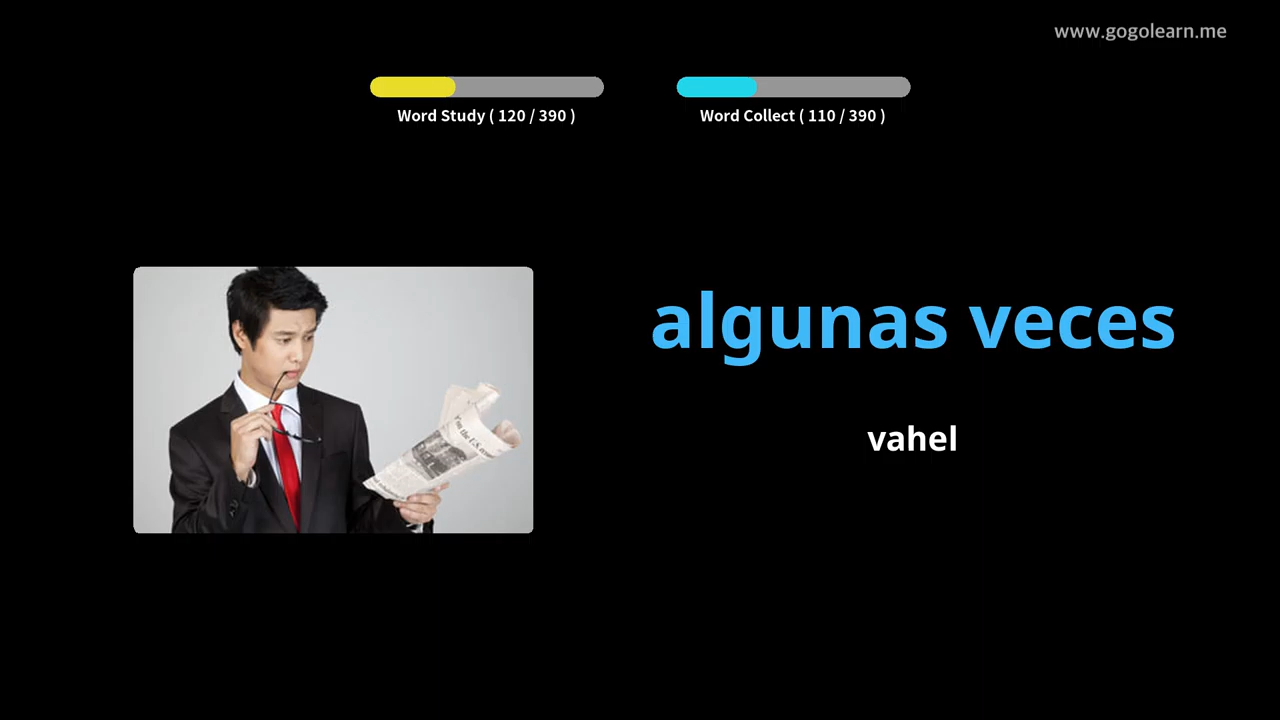 www.gogolearn.me
Word Study ( 120 / 390 )
Word Collect ( 110 / 390 )
algunas veces
vahel